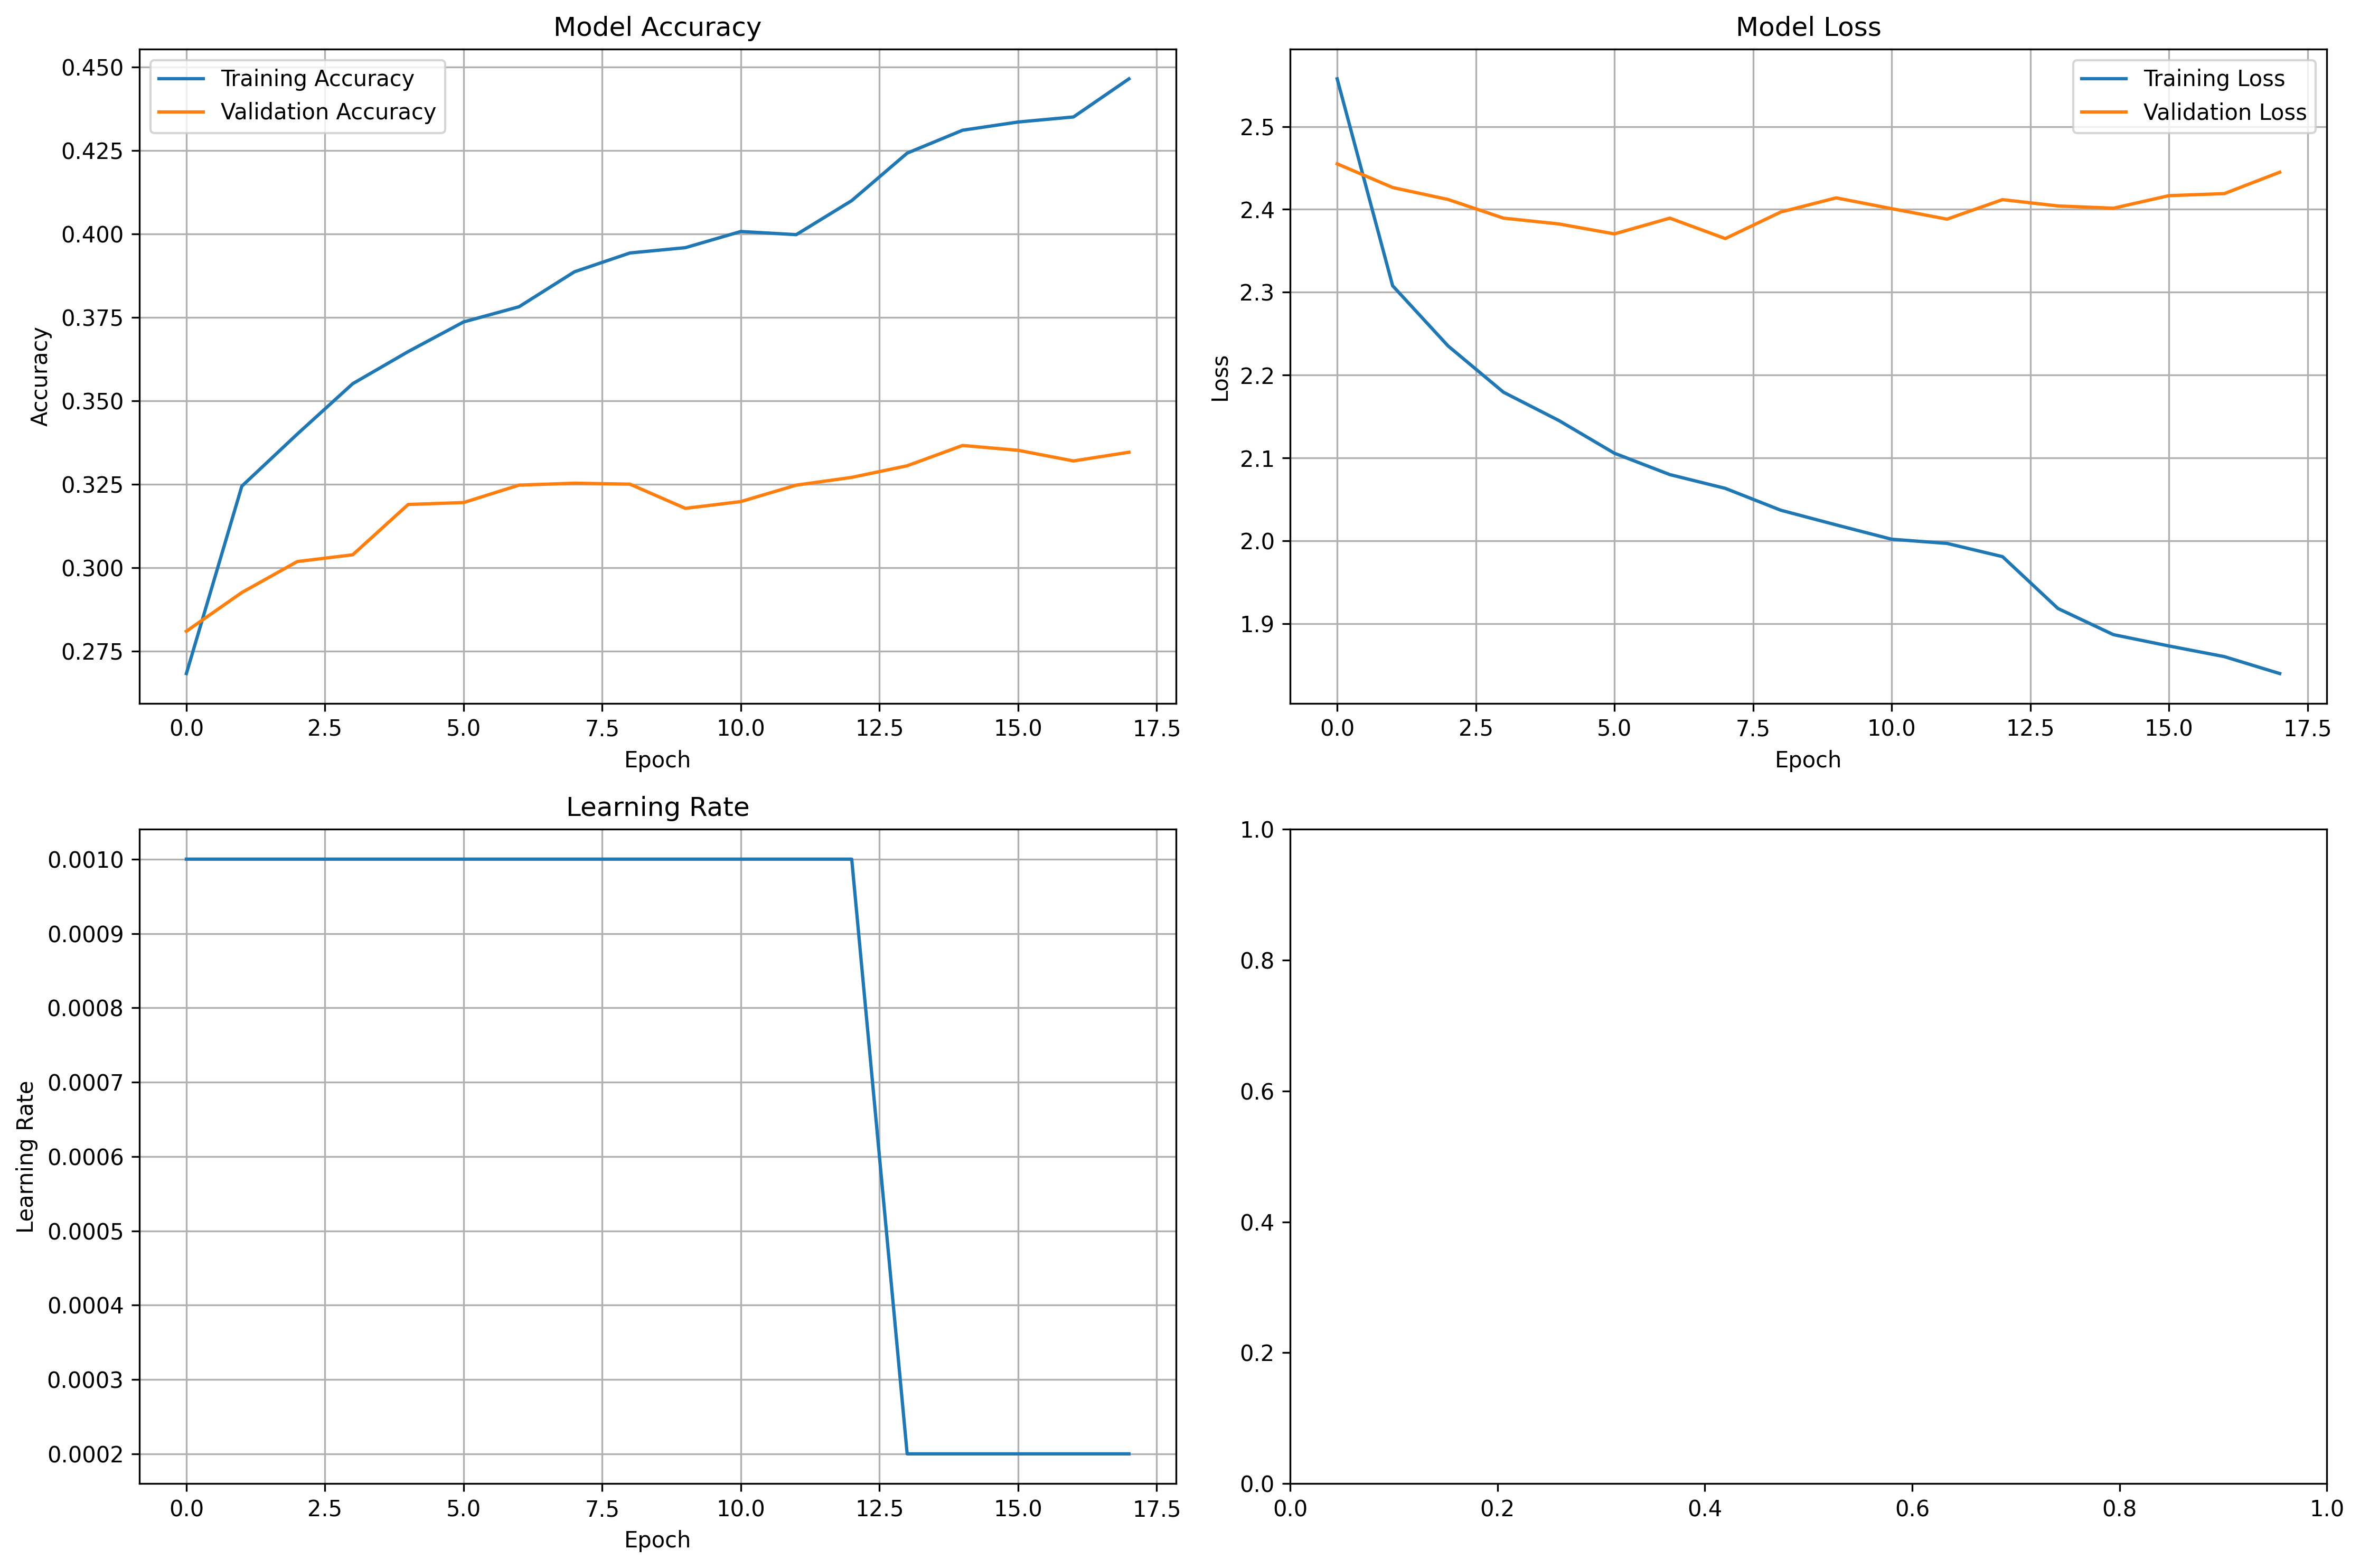 Model Accuracy
0.450
0.425
0.400
0.375
0.350
0.325
0.300
0.275
Accuracy
Training Accuracy
Validation Accuracy
0.0 2.5 5.0 7.5 10.0 12.5 15.0 17.5
Epoch
Model Loss
2.5
2.4
2.3
2.2
2.1
2.0
1.9
Loss
Training Loss
Validation Loss
0.0 2.5 5.0 7.5 10.0 12.5 15.0 17.5
Epoch
Learning Rate
0.0010
0.0009
0.0008
0.0007
0.0006
0.0005
0.0004
0.0003
0.0002
Learning Rate
0.0 2.5 5.0 7.5 10.0 12.5 15.0 17.5
Epoch
1.0
0.8
0.6
0.4
0.2
0.0
0.0 0.2 0.4 0.6 0.8 1.0